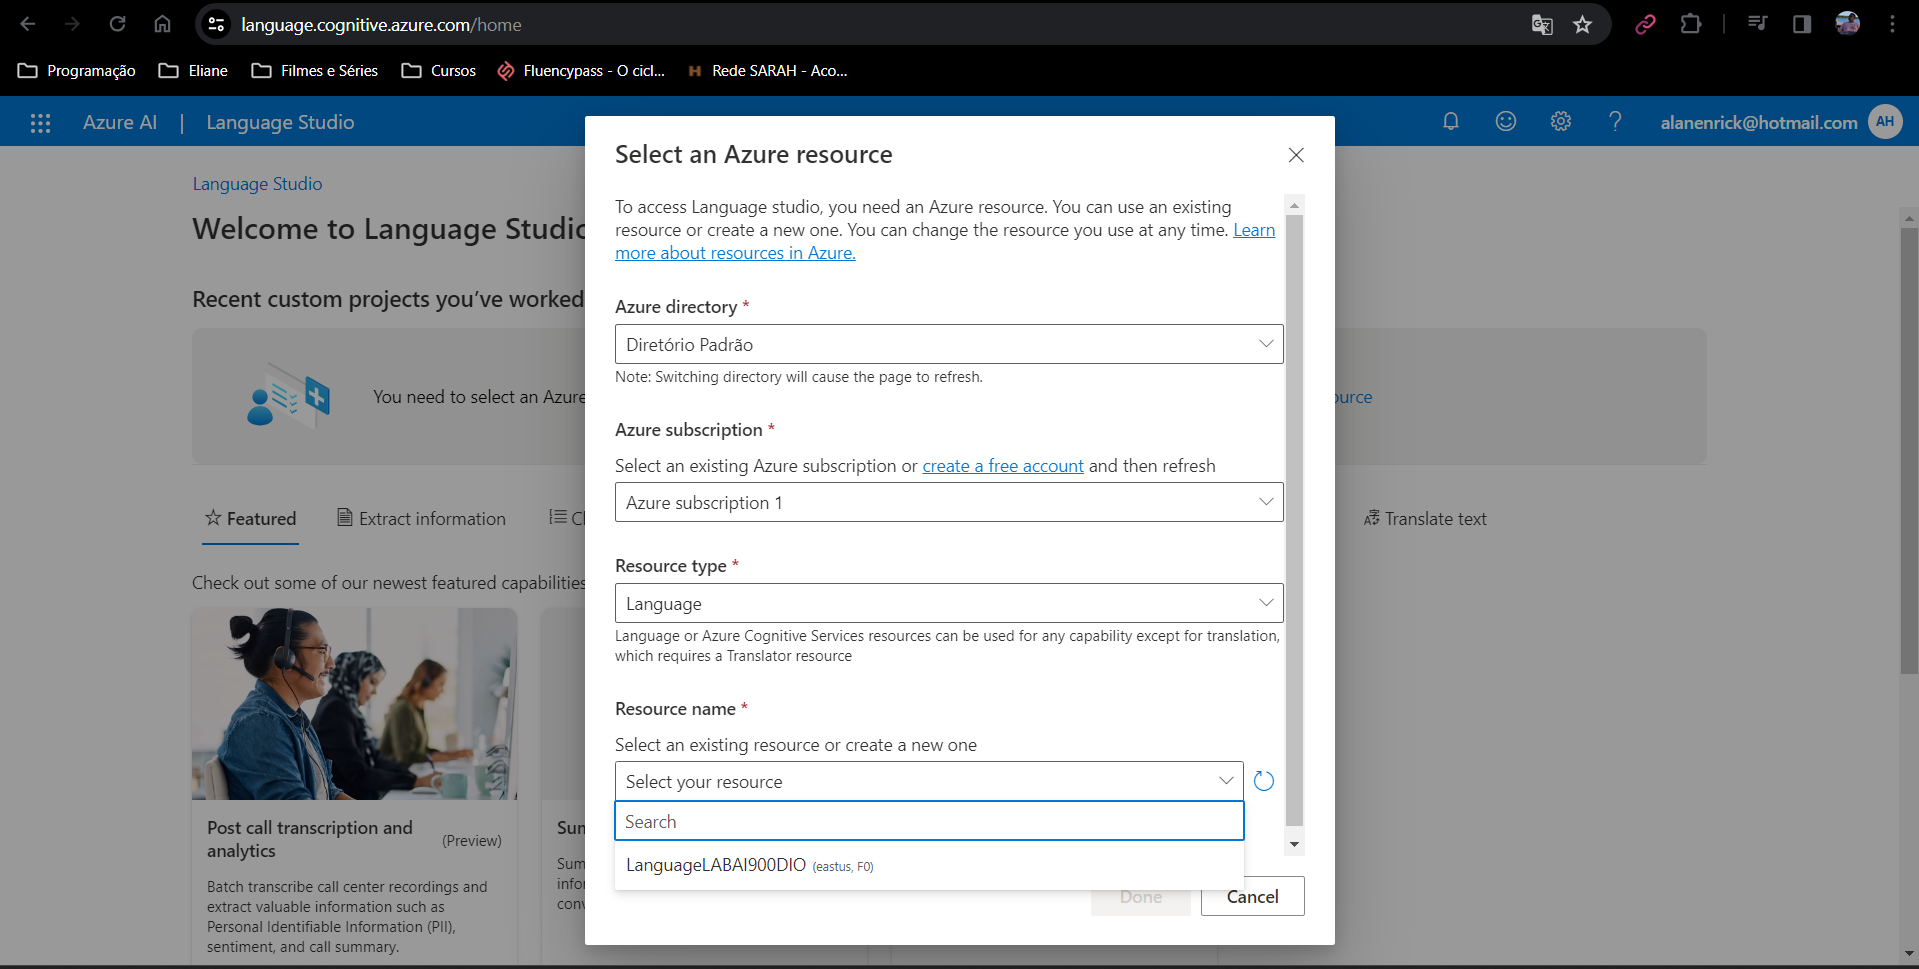 language.cognitive.azure.com/home
Programação
Eliane
Filmes e Séries
Cursos
Fluencypass - O cicl...
H Rede SARAH - Aco...
Azure AI | Language Studio
alanenrick@hotmail.com AH
Language Studio
Welcome to Language Studio
Recent custom projects you've worked
You need to select an Azure
ource
Featured
Extract information
Translate text
Check out some of our newest featured capabilities
Post call transcription and
analytics
(Preview)
Batch transcribe call center recordings and
extract valuable information such as
Personal Identifiable Information (PII),
sentiment, and call summary.
Select an Azure resource
To access Language studio, you need an Azure resource. You can use an existing
resource or create a new one. You can change the resource you use at any time. Learn
more about resources in Azure.
Azure directory *
Diretório Padrão
Note: Switching directory will cause the page to refresh.
Azure subscription *
Select an existing Azure subscription or create a free account and then refresh
Azure subscription 1
Resource type *
Language
Language or Azure Cognitive Services resources can be used for any capability except for translation,
which requires a Translator resource
Resource name *
Select an existing resource or create a new one
Select your resource
Search
LanguageLABAI900DIO (eastus, F0)
Done
Cancel